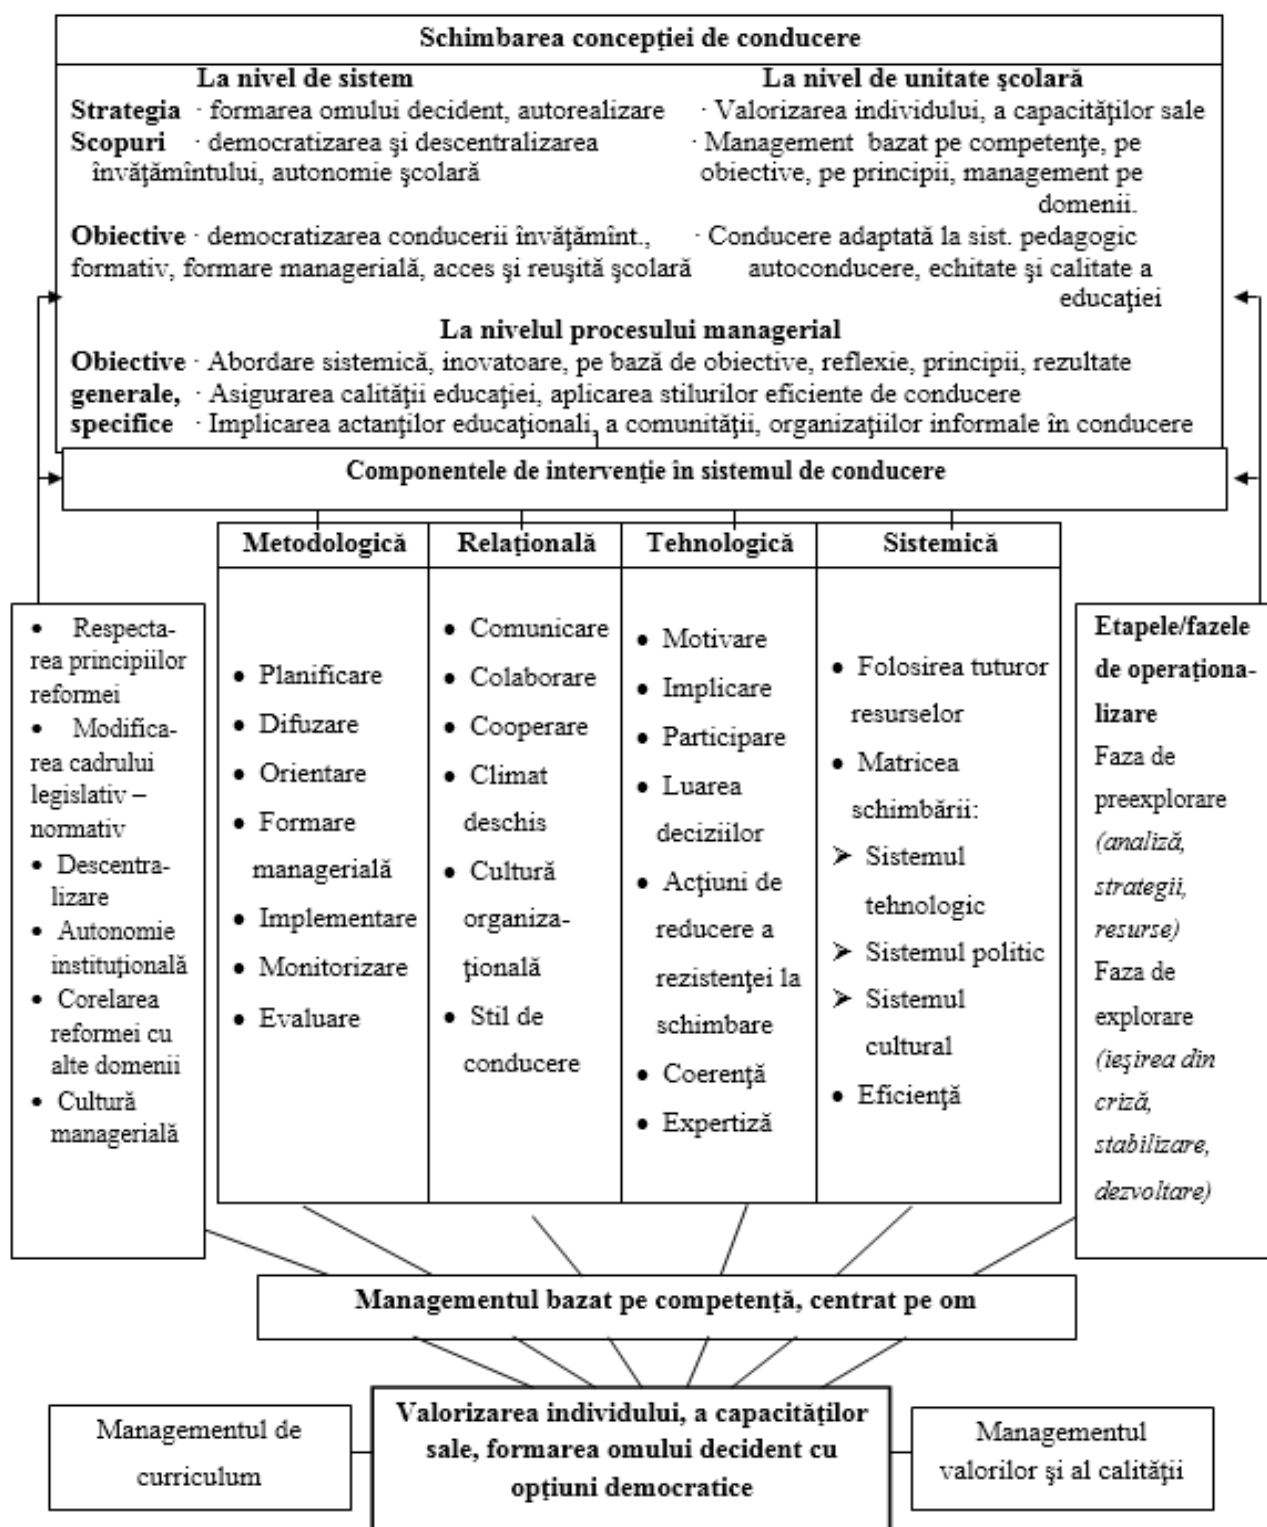 Schimbarea concepţiei de conducere
La nivel de sistem
La nivel de unitate şcolară
Strategia · formarea omului decident, autorealizare · Valorizarea individului, a capacităţilor sale
Scopuri · democratizarea şi descentralizarea · Management bazat pe competenţe, pe
învăţămîntului, autonomie şcolară obiective, pe principii, management pe
domenii.
Obiective · democratizarea conducerii învăţămînt., · Conducere adaptată la sist. pedagogic
formativ, formare managerială, acces şi reuşită şcolară autoconducere, echitate şi calitate a
educaţiei
La nivelul procesului managerial
Obiective · Abordare sistemică, inovatoare, pe bază de obiective, reflexie, principii, rezultate
generale, · Asigurarea calităţii educaţiei, aplicarea stilurilor eficiente de conducere
specifice · Implicarea actanţilor educaţionali, a comunităţii, organizaţiilor informale în conducere
Componentele de intervenţie în sistemul de conducere
• Respecta-
rea principiilor
reformei
• Modifica-
rea cadrului
legislativ –
normativ
• Descentra-
lizare
• Autonomie
instituţională
• Corelarea
reformei cu
alte domenii
• Cultură
managerială
Metodologică
• Planificare
• Difuzare
• Orientare
• Formare
managerială
• Implementare
• Monitorizare
• Evaluare
Relaţională
• Comunicare
• Colaborare
• Cooperare
• Climat
deschis
• Cultură
organiza-
ţională
• Stil de
conducere
Tehnologică
• Motivare
• Implicare
• Participare
• Luarea
deciziilor
• Acţiuni de
reducere a
rezistenţei la
schimbare
• Coerenţă
• Expertiză
Sistemică
• Folosirea tuturor
resurselor
• Matricea
schimbării:
➢ Sistemul
tehnologic
➢ Sistemul politic
➢ Sistemul
cultural
• Eficienţă
Etapele/fazele
de operaţiona-
lizare
Faza de
preexplorare
(analiză,
strategii,
resurse)
Faza de
explorare
(ieşirea din
criză,
stabilizare,
dezvoltare)
Managementul bazat pe competenţă, centrat pe om
Managementul de
curriculum
Valorizarea individului, a capacităţilor
sale, formarea omului decident cu
opţiuni democratice
Managementul
valorilor şi al calităţii